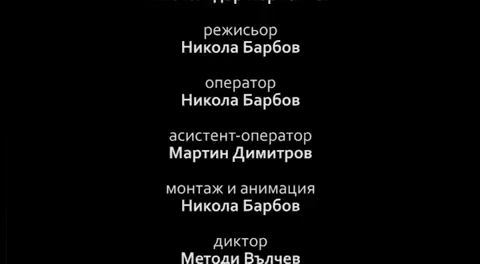 режисьор
Никола Барбов
оператор
Никола Барбов
асистент-оператор
Мартин Димитров
монтаж и анимация
Никола Барбов
диктор
Методи Вълчев